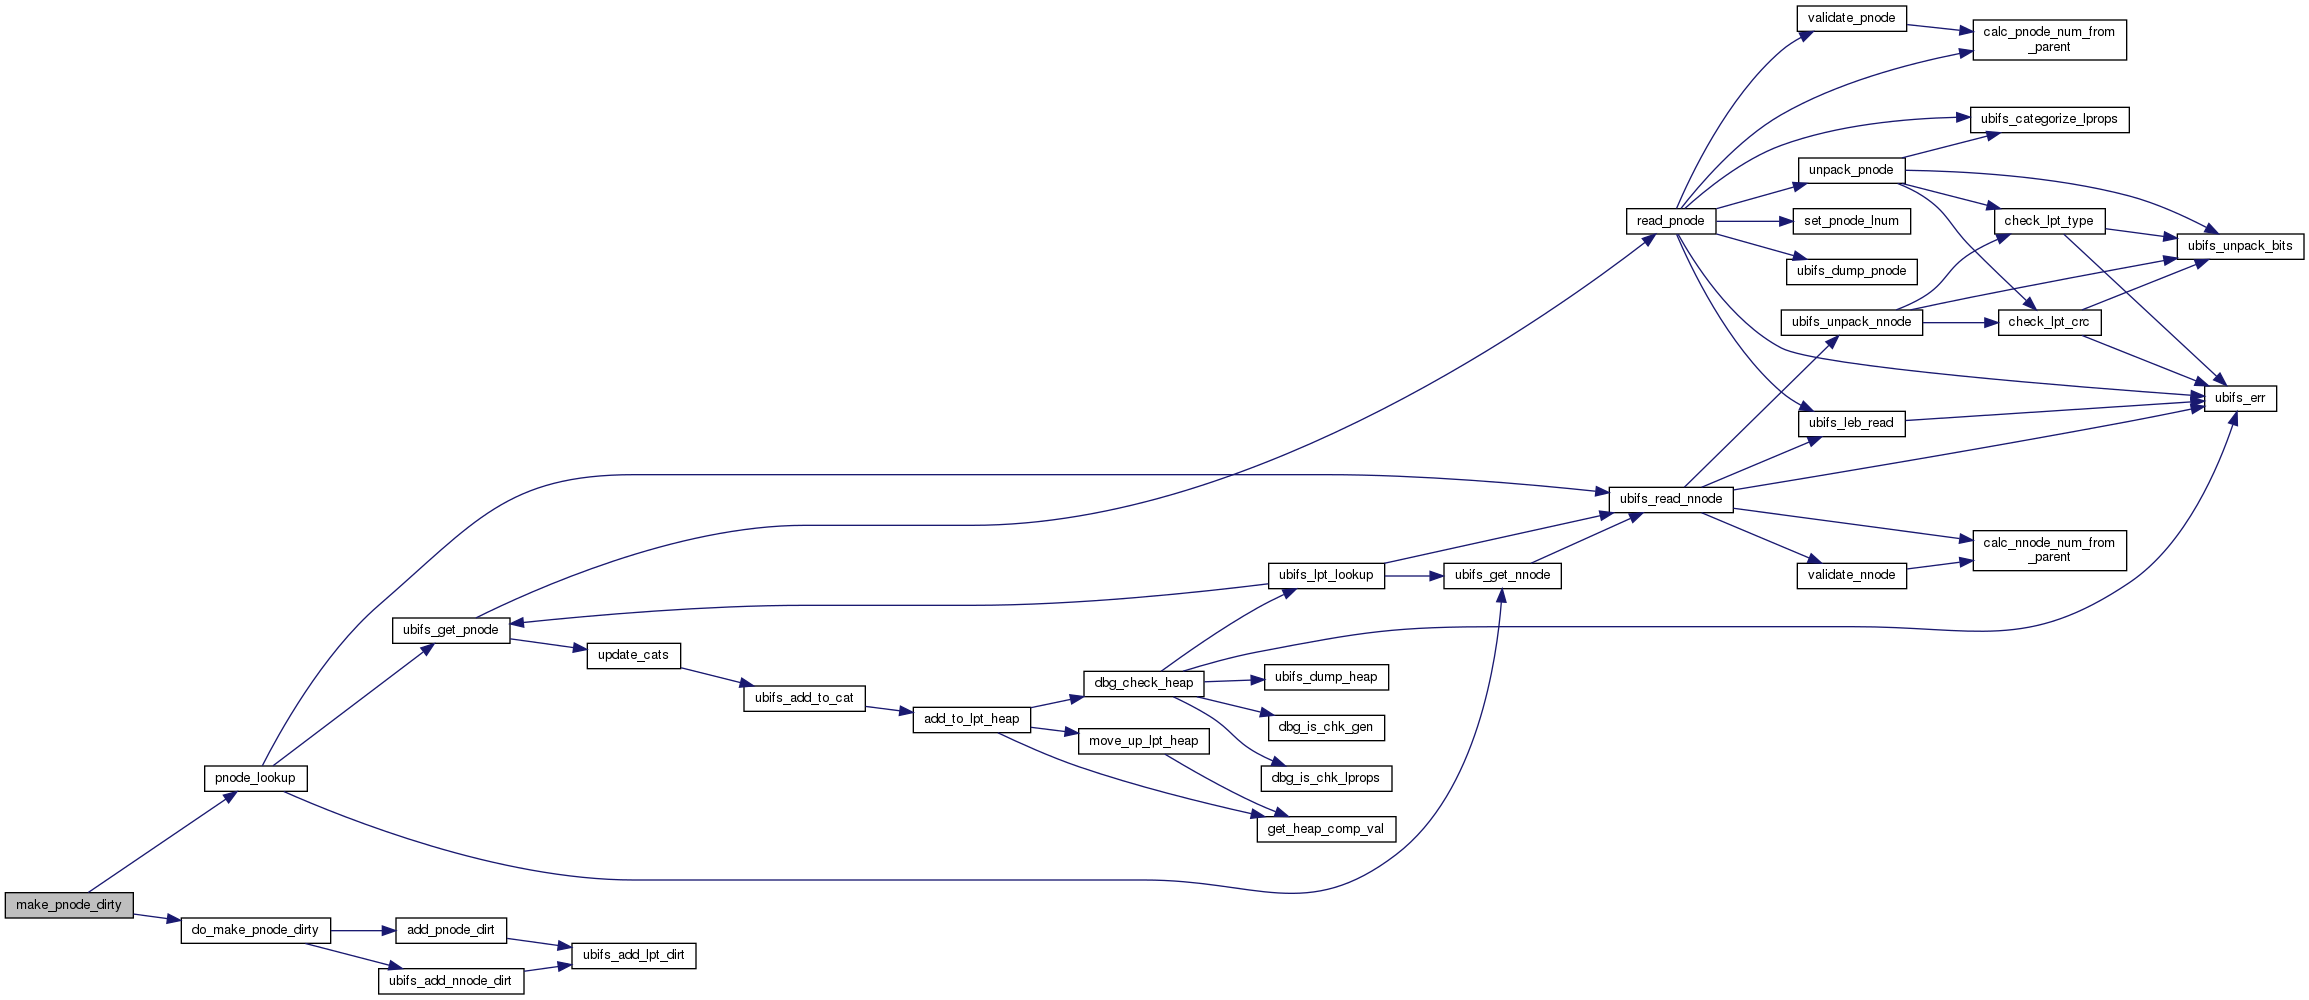 validate_pnode
calc_pnode_num_from
_parent
ubifs_categorize_lprops
unpack_pnode
read_pnode
set_pnode_lnum
check_lpt_type
ubifs_unpack_bits
ubifs_dump_pnode
ubifs_unpack_nnode
check_lpt_crc
ubifs_err
ubifs_leb_read
ubifs_read_nnode
calc_nnode_num_from
_parent
ubifs_lpt_lookup
ubifs_get_nnode
validate_nnode
ubifs_get_pnode
update_cats
dbg_check_heap
ubifs_dump_heap
ubifs_add_to_cat
add_to_lpt_heap
dbg_is_chk_gen
move_up_lpt_heap
pnode_lookup
dbg_is_chk_lprops
get_heap_comp_val
make_pnode_dirty
do_make_pnode_dirty
add_pnode_dirt
ubifs_add_lpt_dirt
ubifs_add_nnode_dirt